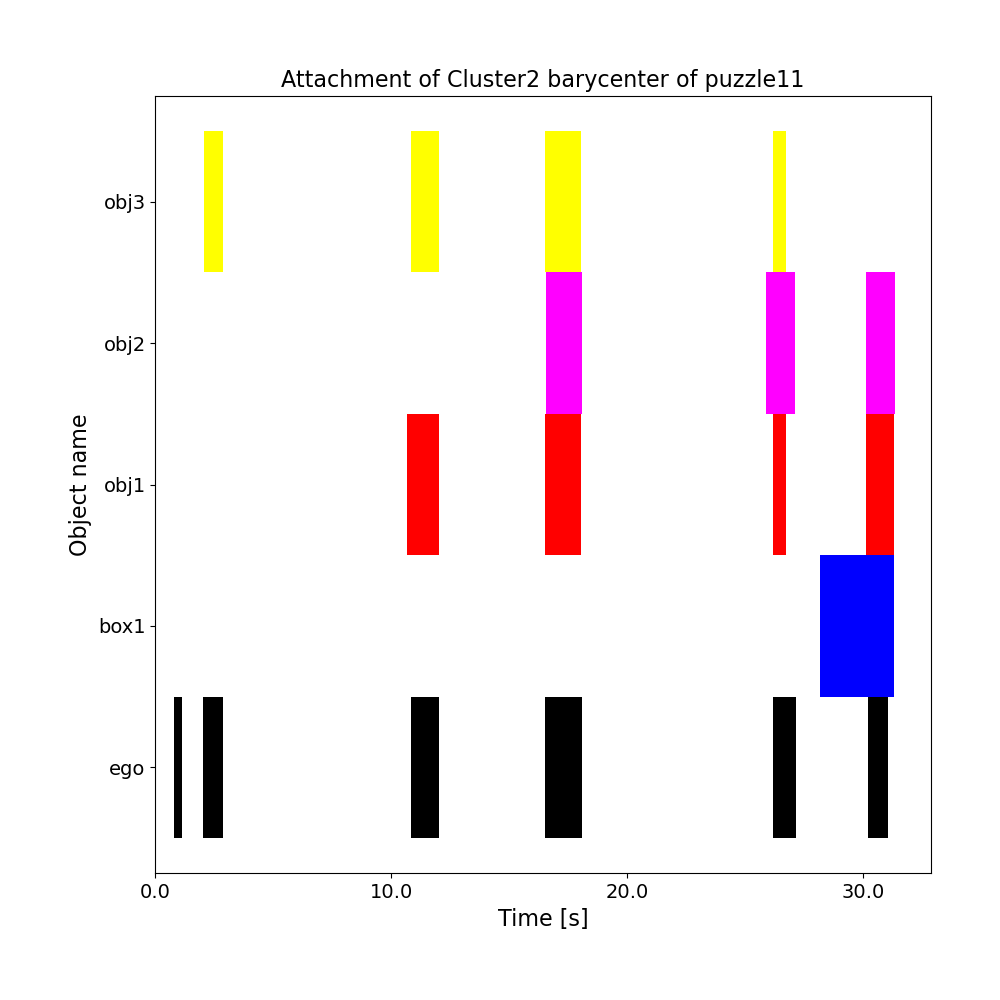 Attachment of Cluster2 barycenter of puzzle11
obj3
obj2
obj1
box1
ego
Object name
0.0 10.0 20.0 30.0
Time [s]